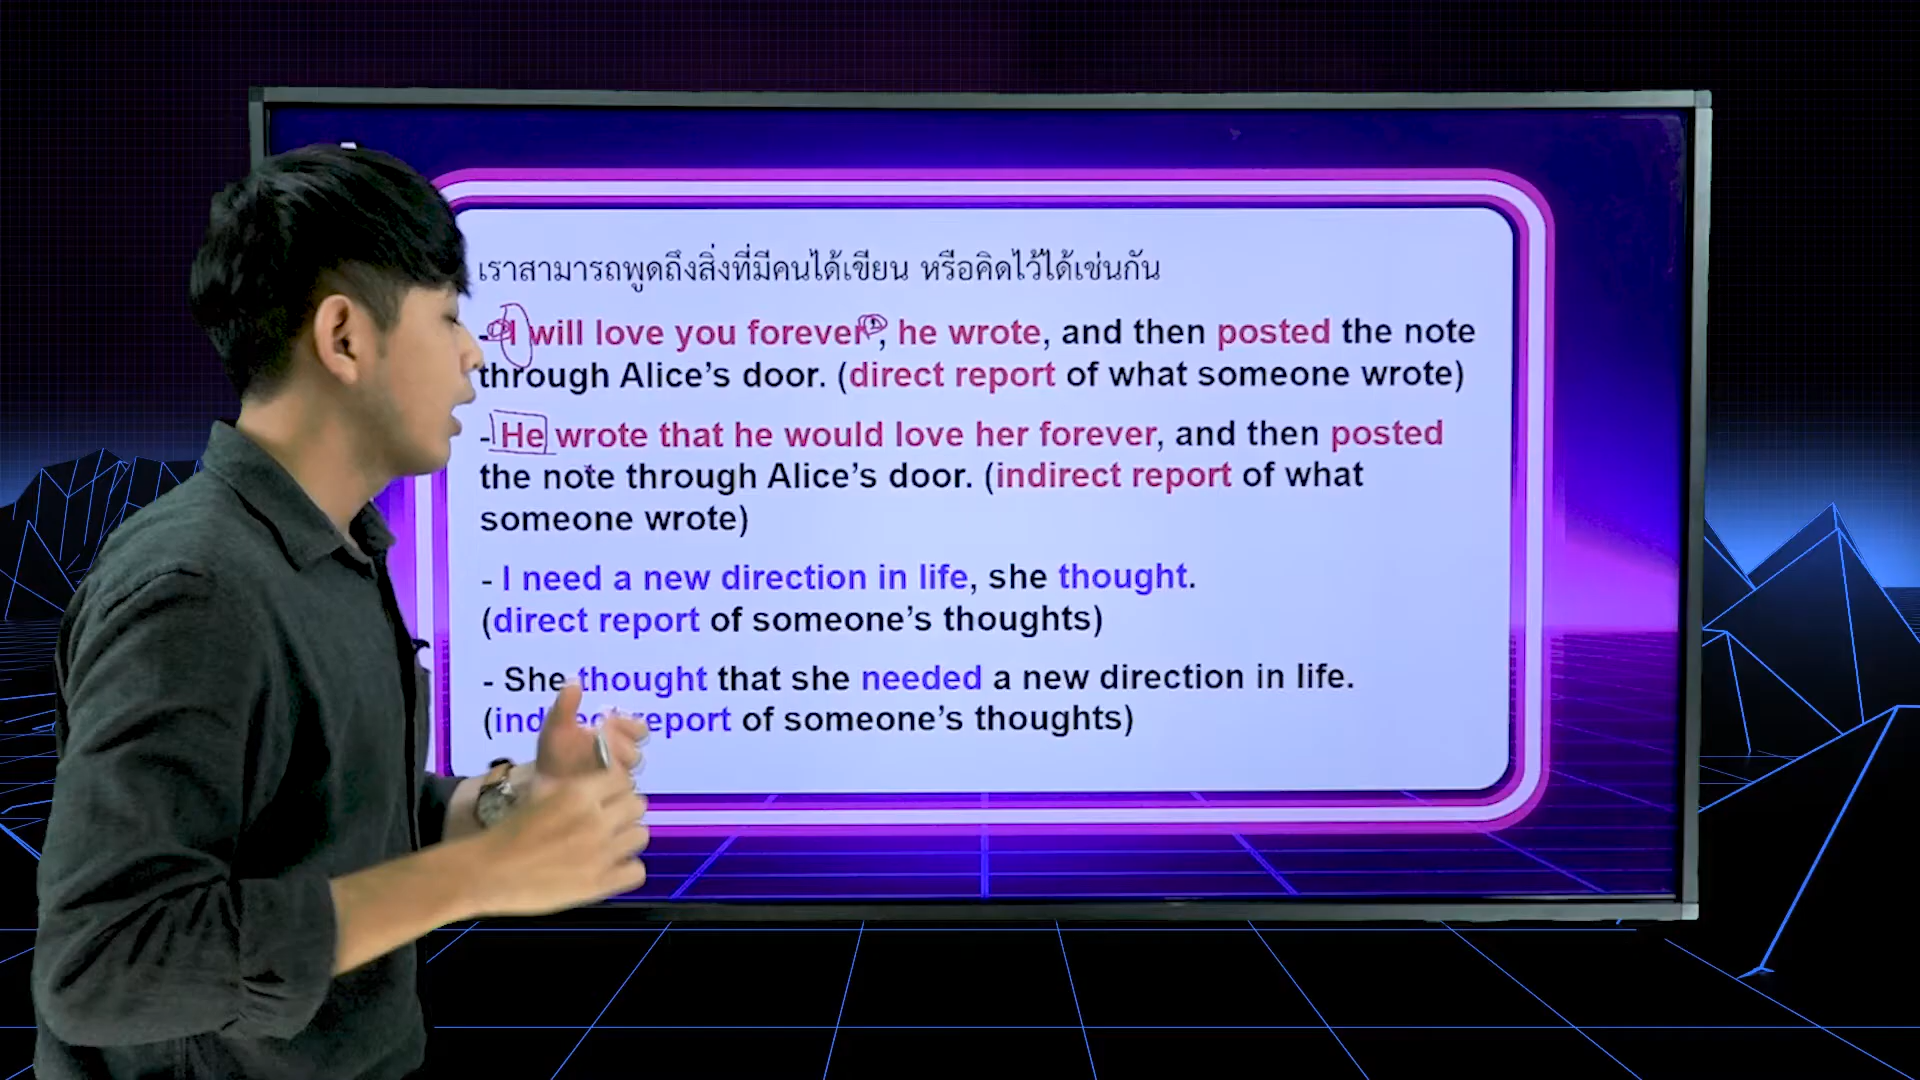 เราสามารถพูดถึงสิ่งที่มีคนได้เขียน หรือคิดไว้ได้เช่นกัน
- 'I will love you forever', he wrote, and then posted the note
through Alice's door. (direct report of what someone wrote)
- He wrote that he would love her forever, and then posted
the note through Alice's door. (indirect report of what
someone wrote)
- I need a new direction in life, she thought.
(direct report of someone's thoughts)
- She thought that she needed a new direction in life.
(indirect report of someone's thoughts)